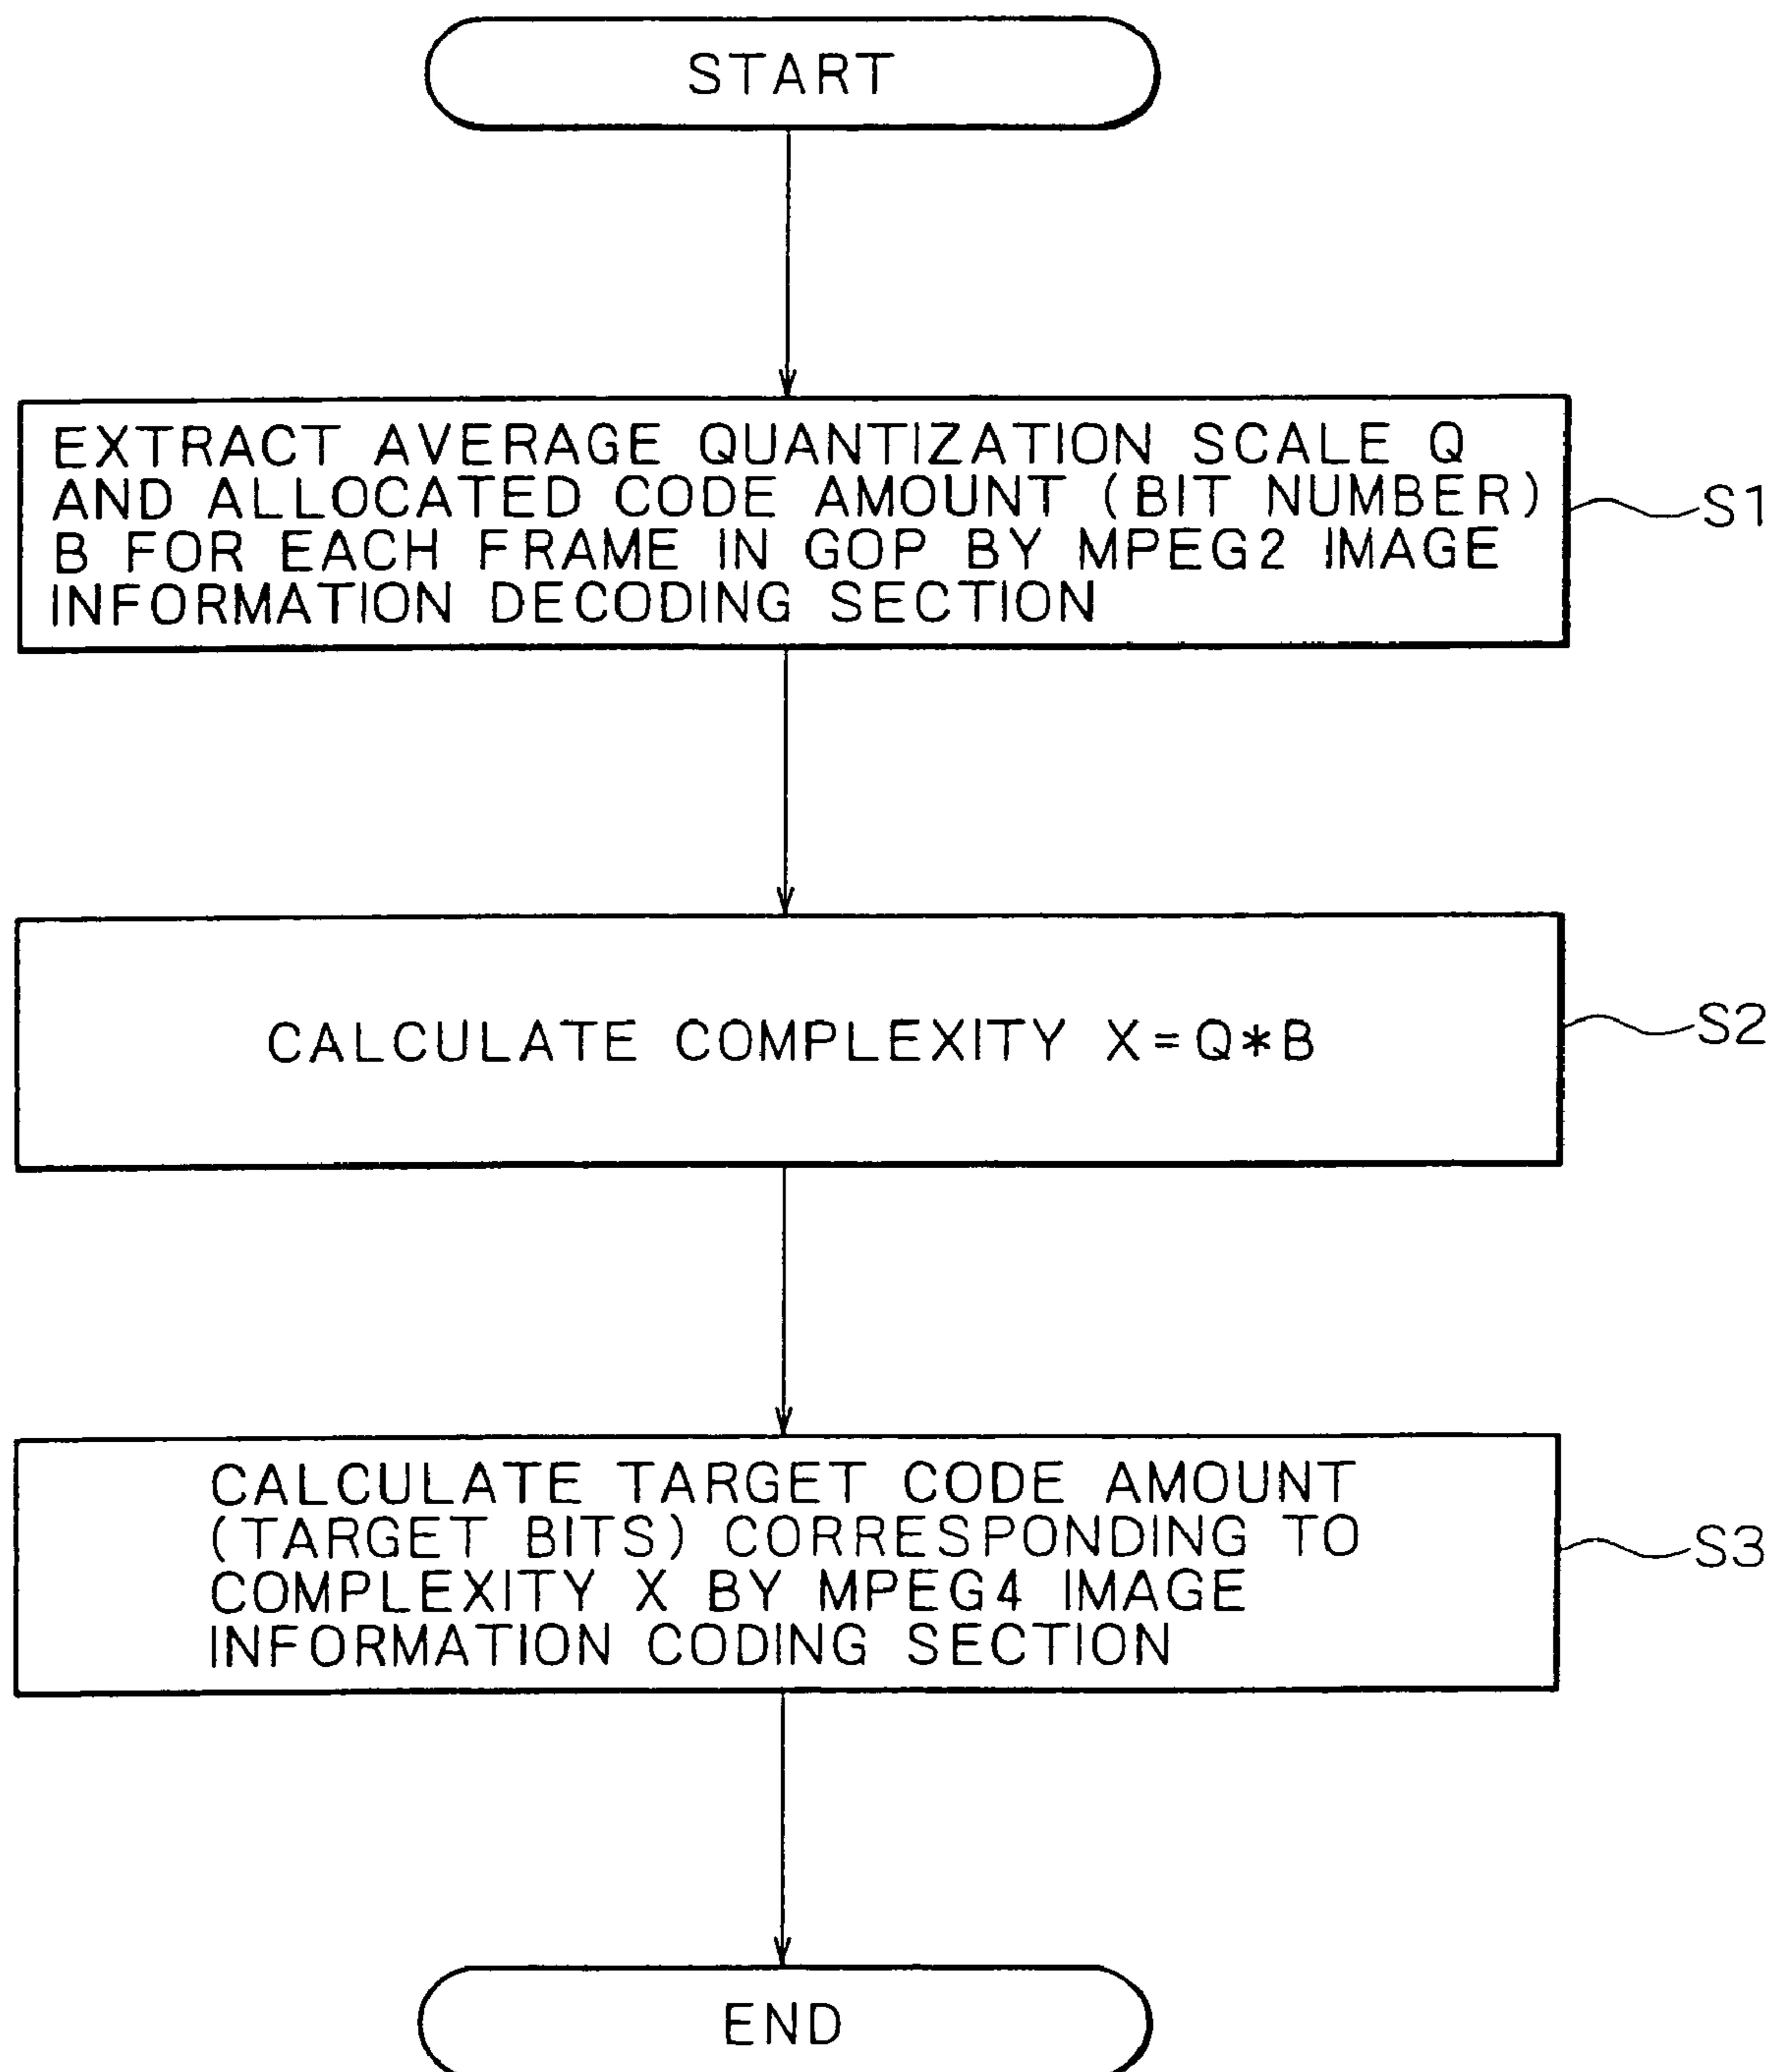 START
EXTRACT AVERAGE QUANTIZATION SCALE Q
AND ALLOCATED CODE AMOUNT (BIT NUMBER)
B FOR EACH FRAME IN GOP BY MPEG2 IMAGE
INFORMATION DECODING SECTION
S1
CALCULATE COMPLEXITY X=Q*B
S2
CALCULATE TARGET CODE AMOUNT
(TARGET BITS) CORRESPONDING TO
COMPLEXITY X BY MPEG4 IMAGE
INFORMATION CODING SECTION
S3
END